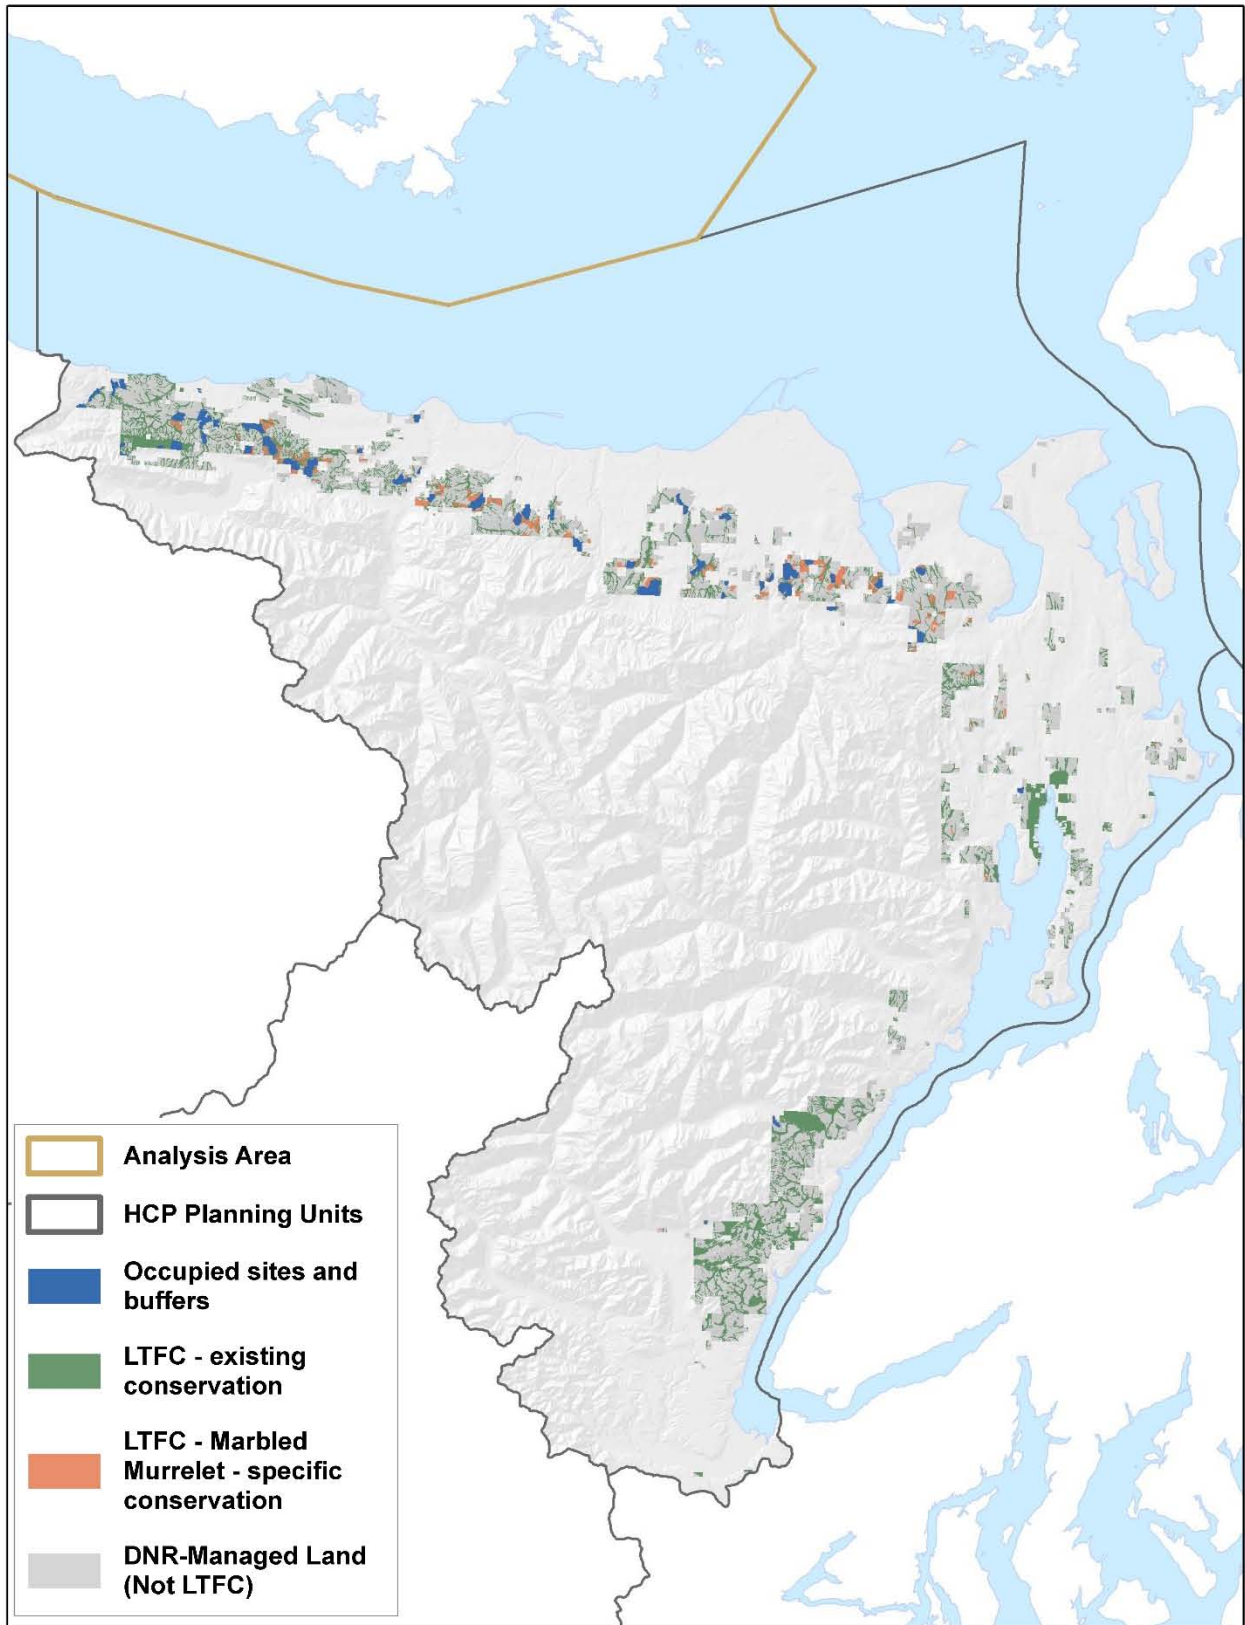 Analysis Area
HCP Planning Units
Occupied sites and
buffers
LTFC - existing
conservation
LTFC - Marbled
Murrelet - specific
conservation
DNR-Managed Land
(Not LTFC)